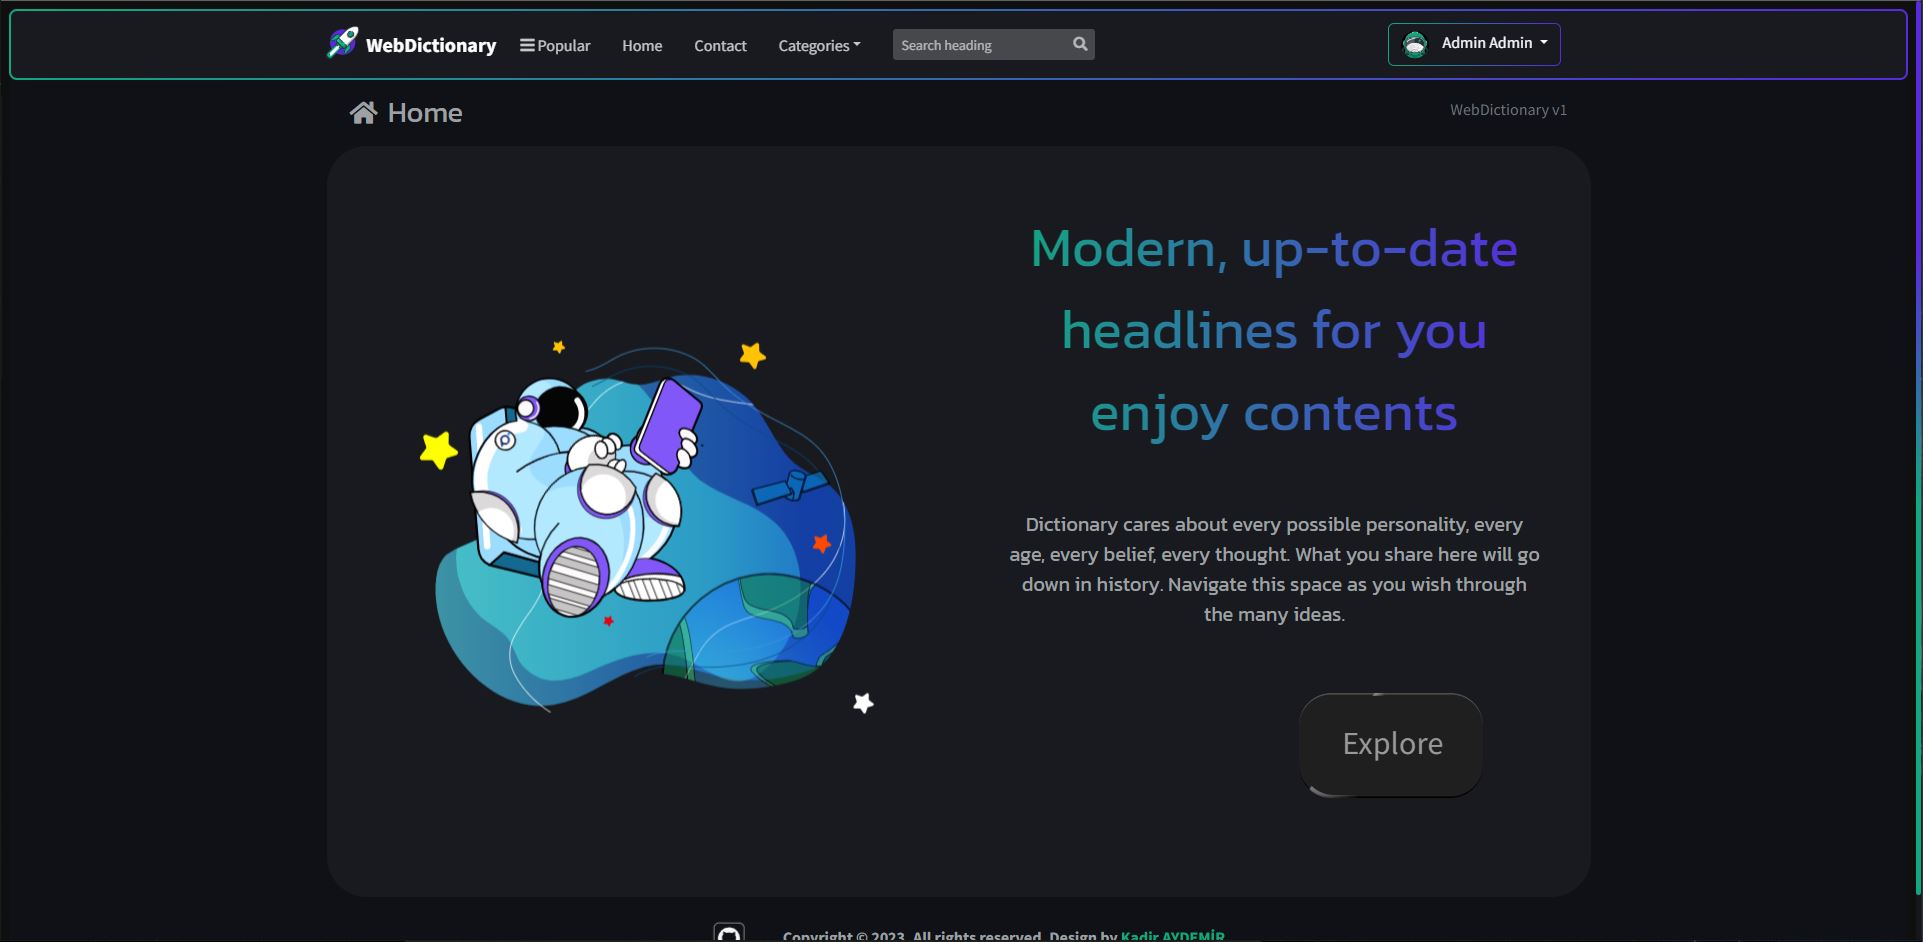 WebDictionary Popular Home Contact Categories Search heading Admin Admin
Home WebDictionary v1
Modern, up-to-date
headlines for you
enjoy contents
Dictionary cares about every possible personality, every
age, every belief, every thought. What you share here will go
down in history. Navigate this space as you wish through
the many ideas.
Explore
Copyright © 2023. All rights reserved. Design by Kadir AYDEMİR